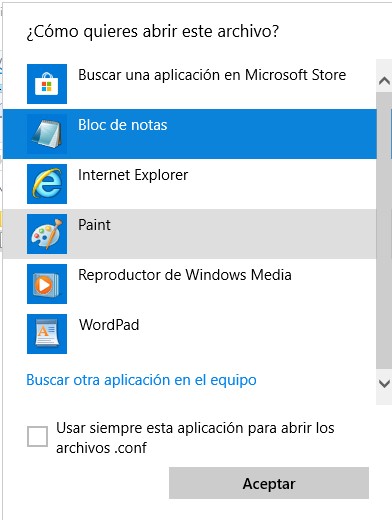 ¿Cómo quieres abrir este archivo?
Buscar una aplicación en Microsoft Store
Bloc de notas
Internet Explorer
Paint
Reproductor de Windows Media
WordPad
Buscar otra aplicación en el equipo
Usar siempre esta aplicación para abrir los
archivos .conf
Aceptar